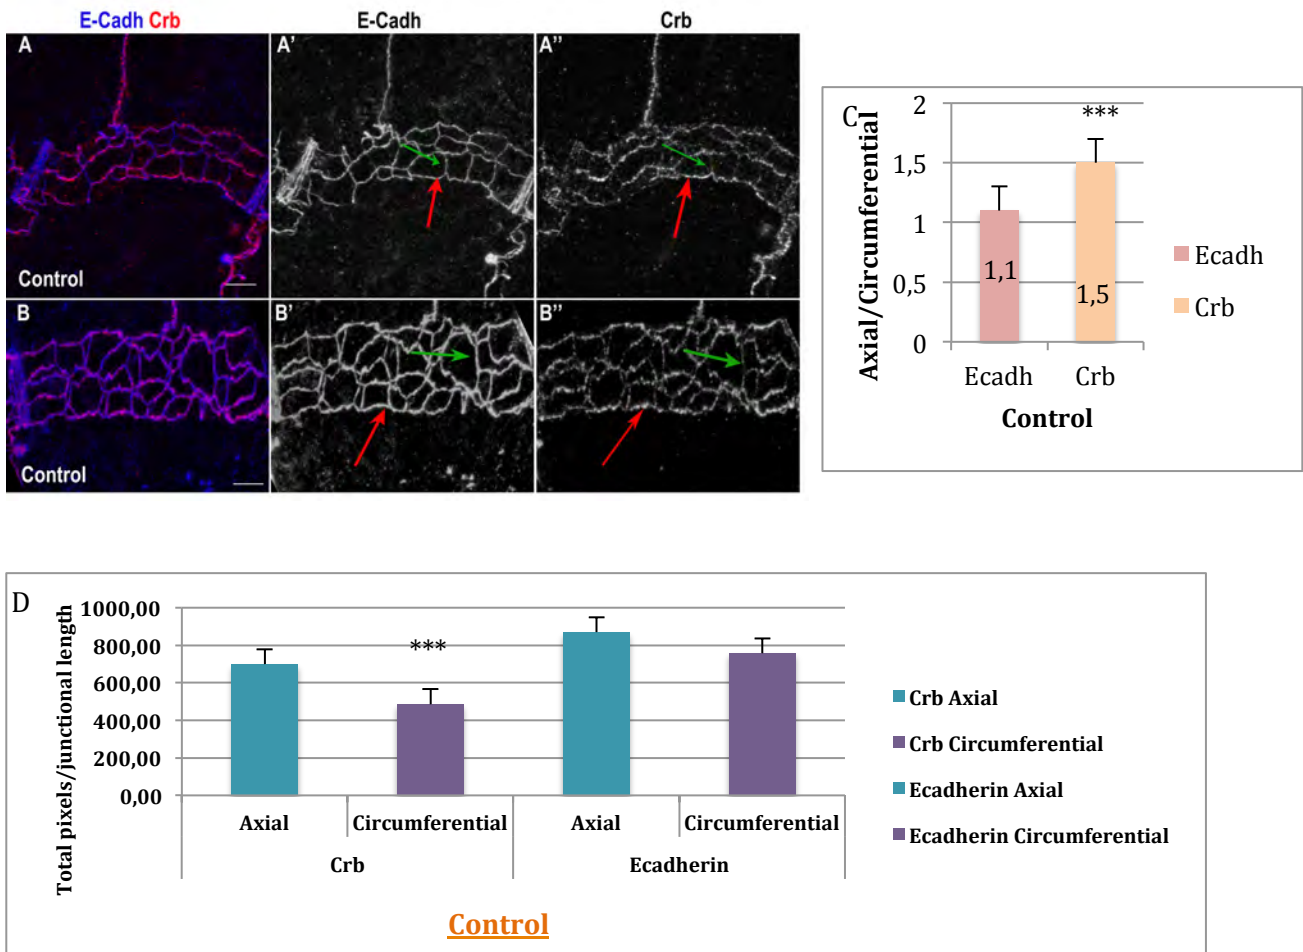 E-Cadh Crb
E-Cadh
Crb
A
A'
A''
Control
B
B'
B''
Control
C
Axial/Circumferential
2
1,5
1
0,5
0
***
1,1
1,5
Ecadh
Crb
Control
Ecadh
Crb
D
Total pixels/junctional length
1000,00
800,00
600,00
400,00
200,00
0,00
***
Axial
Circumferential
Axial
Circumferential
Crb
Ecadherin
Control
Crb Axial
Crb Circumferential
Ecadherin Axial
Ecadherin Circumferential